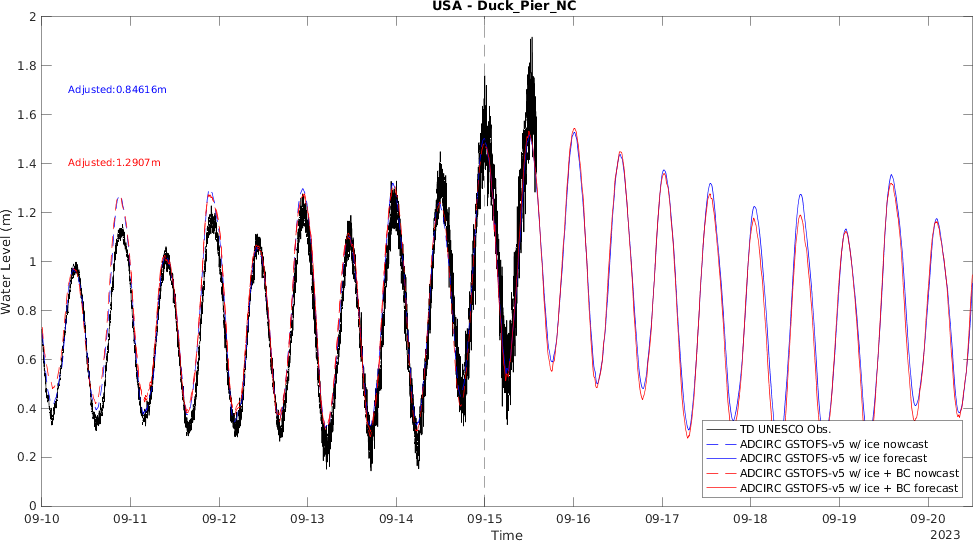 USA - Duck_Pier_NC
2
1.8
1.6
1.4
1.2
1
0.8
0.6
0.4
0.2
0
Water Level (m)
Adjusted:0.84616m
Adjusted:1.2907m
TD UNESCO Obs.
ADCIRC GSTOFS-v5 w/ ice nowcast
ADCIRC GSTOFS-v5 w/ ice forecast
ADCIRC GSTOFS-v5 w/ ice + BC nowcast
ADCIRC GSTOFS-v5 w/ ice + BC forecast
09-10 09-11 09-12 09-13 09-14 09-15 09-16 09-17 09-18 09-19 09-20
Time
2023